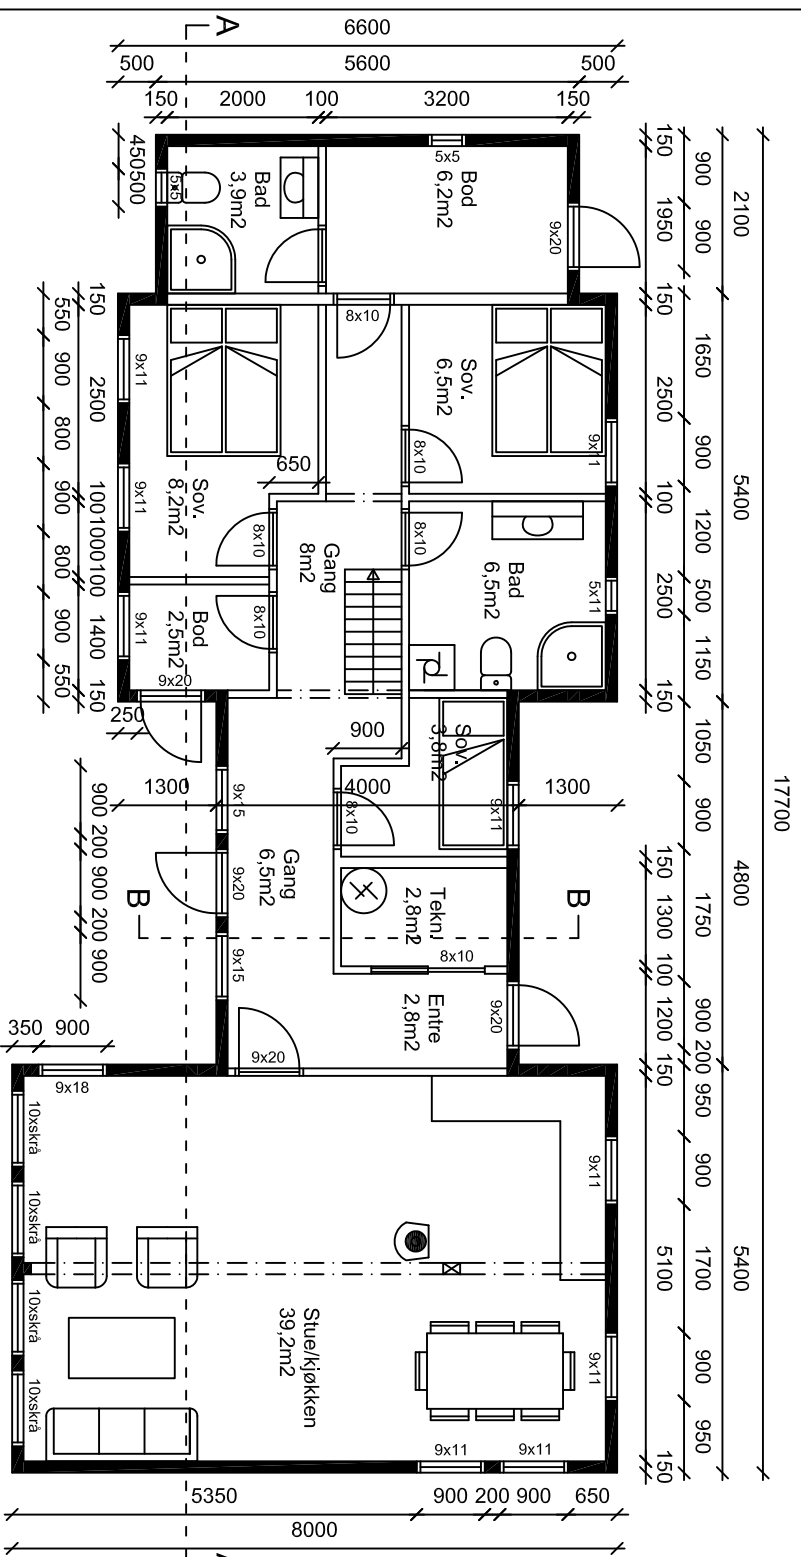 A
6600
500 5600 500
150 2000 100 3200 150
450 500
5x5
Bad
3,9m2
5x5
Bod
6,2m2
9x20
150 1950 150 2500 100 2500 150
900 900 1650 900 1200 500 1150
2100 5400 4800 5400
17700
8x10
Sov.
6,5m2
9x11
8x10
9x11
9x11
Sov.
8,2m2
650
8x10
8x10
Gang
8m2
Bad
6,5m2
5x11
Bod
2,5m2
8x10
9x11
9x20
150 2500 100 1000 100 1400 150
550 900 800 900 800 900 550
250
1300 4000 1300
900
Sov.
3,8m2
9x11
8x10
9x15
9x20
9x15
Gang
6,5m2
900 200 900 200 900
B B
Tekn.
2,8m2
8x10
Entre
2,8m2
9x20
9x20
1050 900 1750 900 200
150 1300 100 1200 150
350 900
9x18
10xskrå
10xskrå
10xskrå
10xskrå
9x11
9x11
Stue/kjøkken
39,2m2
9x11 9x11
950 900 1700 900 950
5100 150
5350 900 200 900 650
8000